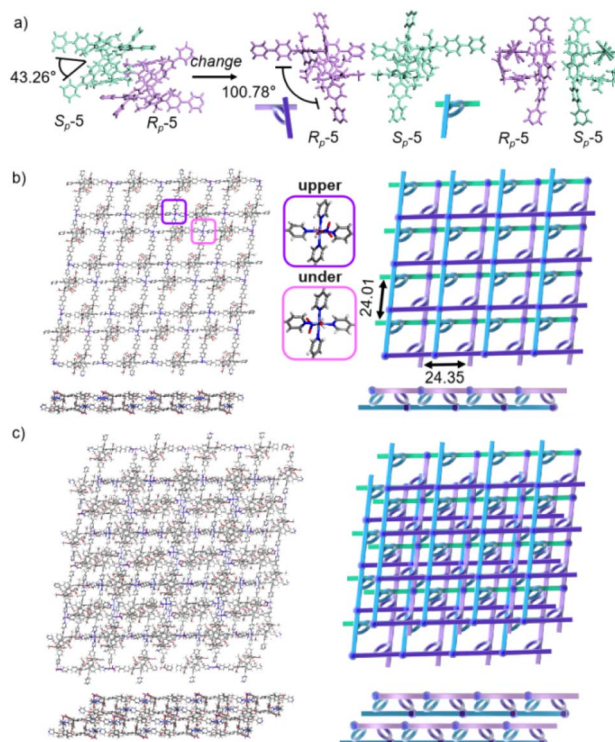 a)
43.26°
Sp-5
Rp-5
change
100.78°
Rp-5
Sp-5
Rp-5
Sp-5
b)
upper
under
24.01
24.35
c)